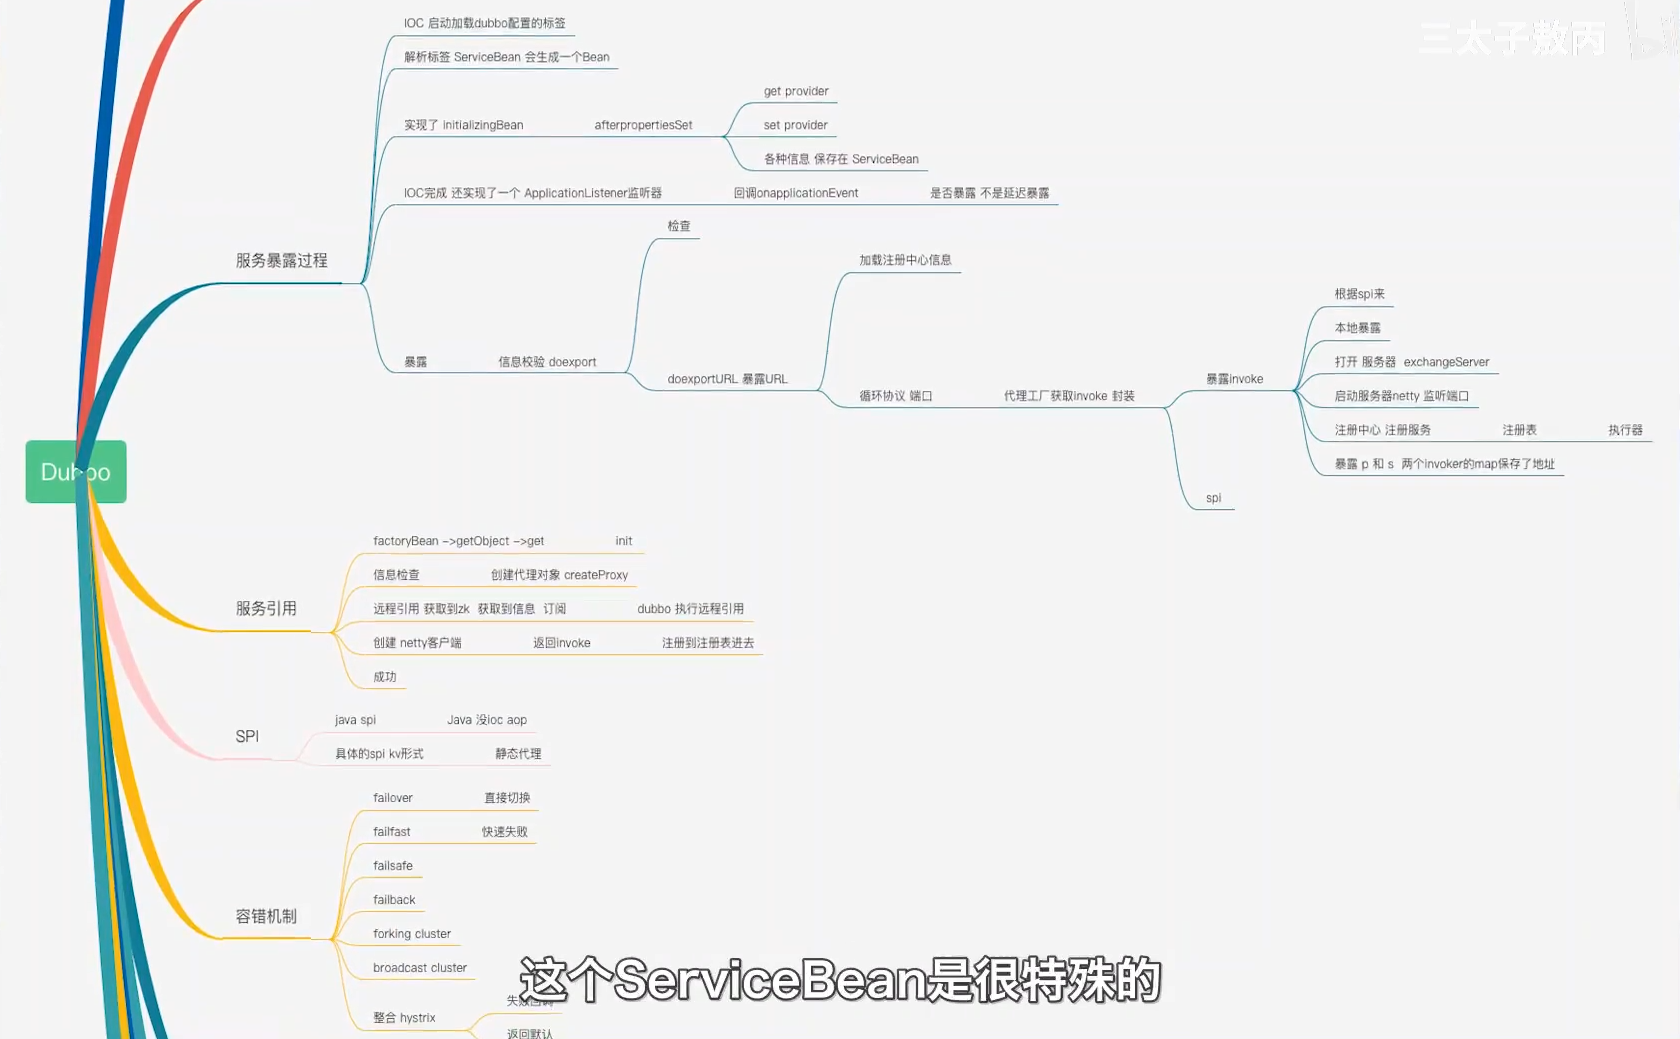 三太子敖丙
IOC 启动加载dubbo配置的标签
解析标签 ServiceBean 会生成一个Bean
get provider
实现了 initializingBean afterpropertiesSet set provider
各种信息 保存在 ServiceBean
IOC完成 还实现了一个 ApplicationListener监听器 回调onapplicationEvent 是否暴露 不是延迟暴露
检查
服务暴露过程
加载注册中心信息
根据spi来
本地暴露
暴露 信息校验 doexport
打开 服务器 exchangeServer
doexportURL 暴露URL
暴露invoke
循环协议 端口 代理工厂获取invoke 封装
启动服务器netty 监听端口
注册中心 注册服务 注册表 执行器
暴露 p 和 s 两个invoker的map保存了地址
spi
Dubbo
factoryBean ->getObject ->get init
信息检查 创建代理对象 createProxy
服务引用
远程引用 获取到zk 获取到信息 订阅 dubbo 执行远程引用
创建 netty客户端 返回invoke 注册到注册表进去
成功
SPI
java spi Java 没ioc aop
具体的spi kv形式 静态代理
failover 直接切换
failfast 快速失败
failsafe
failback
容错机制
forking cluster
broadcast cluster
整合 hystrix
返回默认
这个ServiceBean是很特殊的